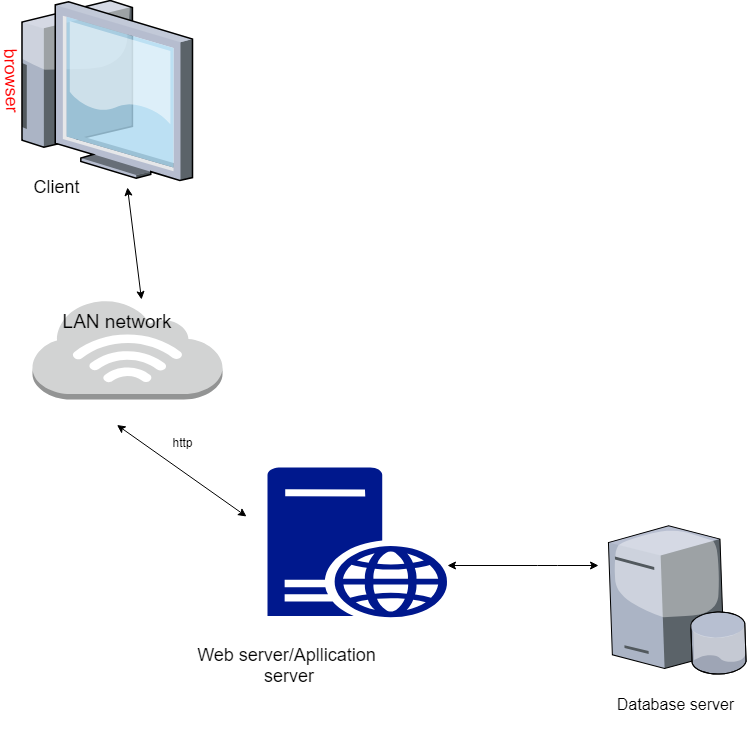 browser
Client
LAN network
http
Web server/Apllication
server
Database server